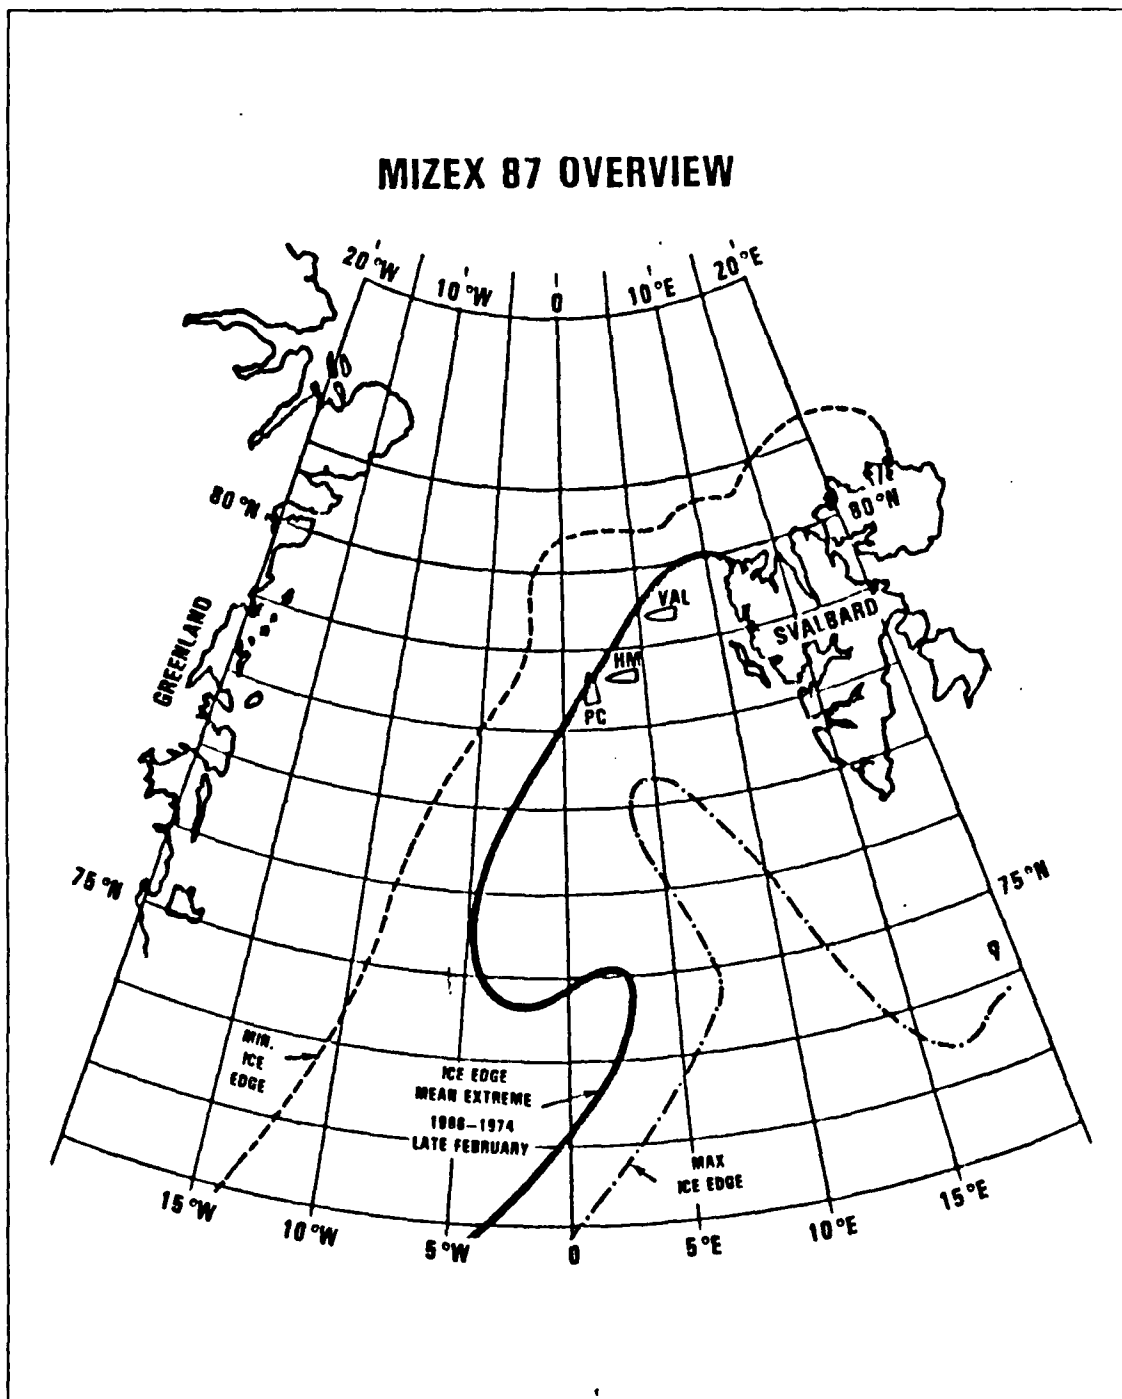 MIZEX 87 OVERVIEW
20°W
10°W
0
10°E
20°E
80°N
80°N
VAL
SVALBARD
GREENLAND
HM
PC
75°N
75°N
MIN.
ICE
EDGE
ICE EDGE
MEAN EXTREME
LATE FEBRUARY
MAX
ICE EDGE
15°W
10°W
5°W
0
5°E
10°E
15°E